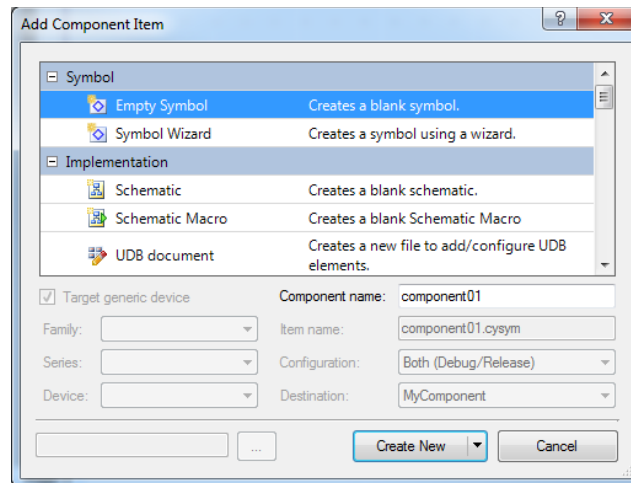 Add Component Item
?
Symbol
Empty Symbol Creates a blank symbol.
Symbol Wizard Creates a symbol using a wizard.
Implementation
Schematic Creates a blank schematic.
Schematic Macro Creates a blank Schematic Macro
UDB document Creates a new file to add/configure UDB
elements.
Target generic device Component name: component01
Family: Item name: component01.cysym
Series: Configuration: Both (Debug/Release)
Device: Destination: MyComponent
... Create New Cancel